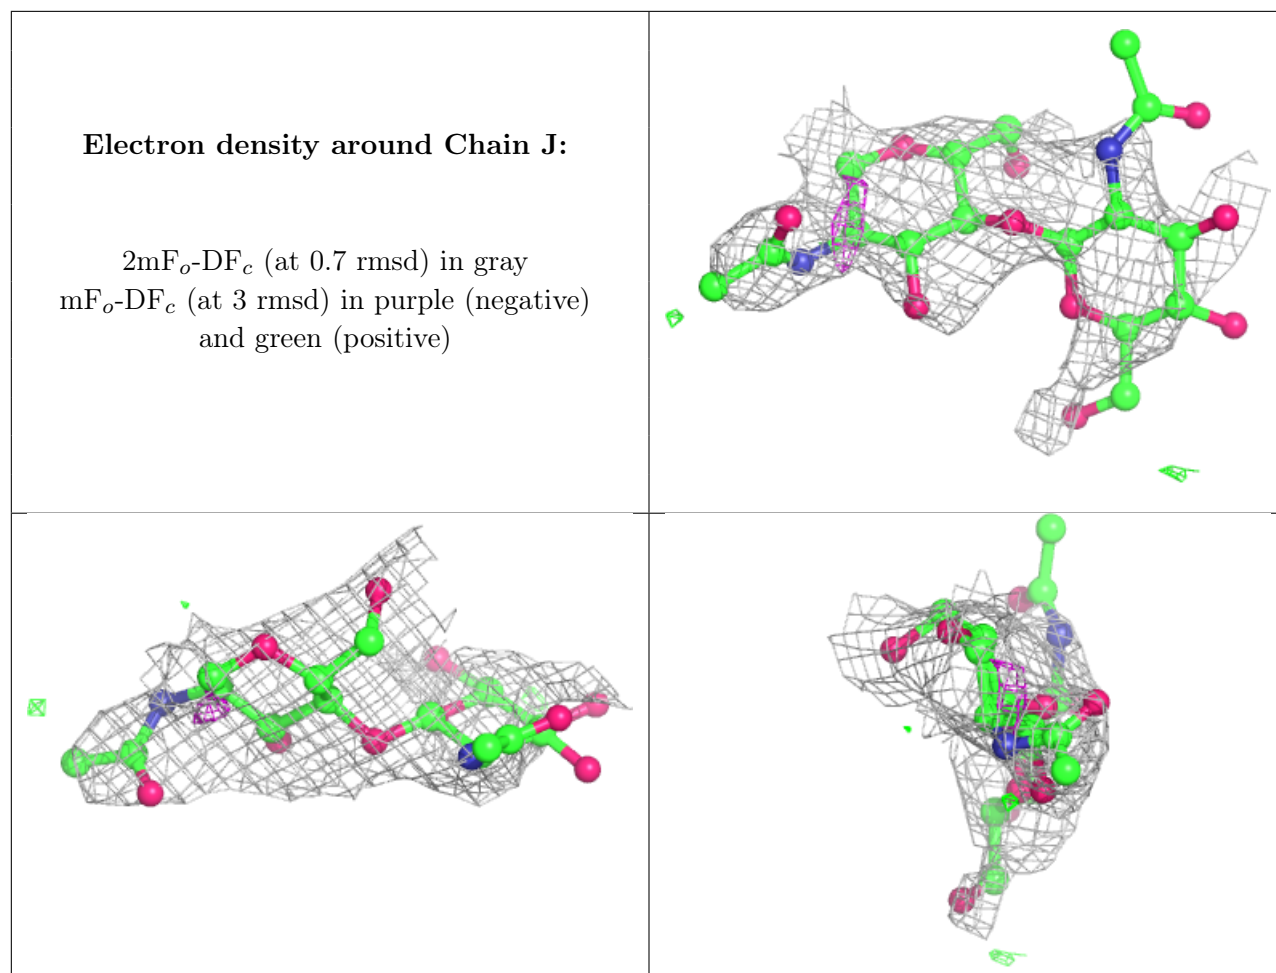 Electron density around Chain J:
2mFo-DFc (at 0.7 rmsd) in gray
mFo-DFc (at 3 rmsd) in purple (negative)
and green (positive)